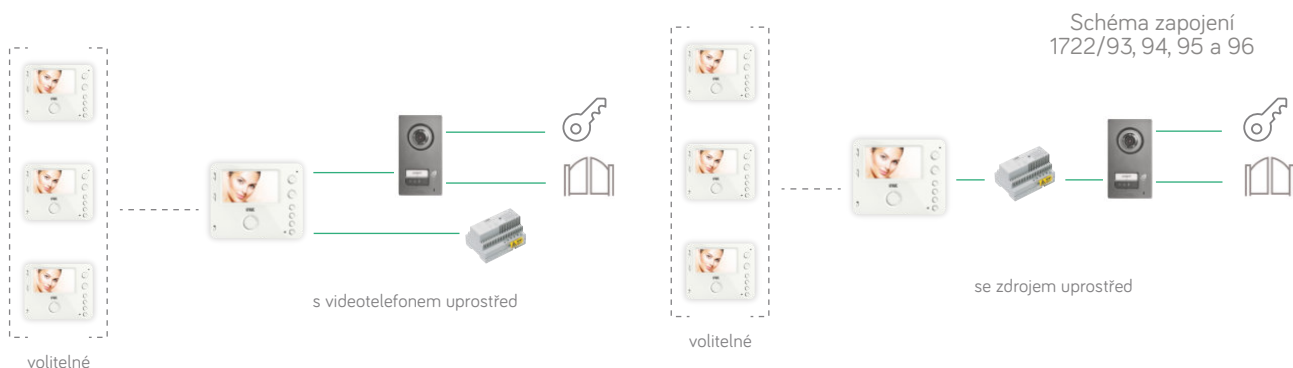 Schéma zapojení
1722/93, 94, 95 a 96
s videotelefonem uprostřed
volitelné
se zdrojem uprostřed
volitelné